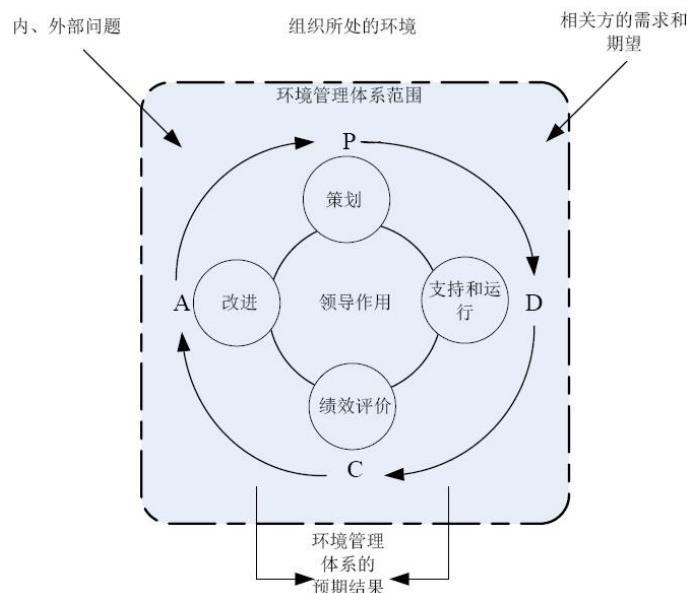 内、外部问题
组织所处的环境
相关方的需求和
期望
环境管理体系范围
P
策划
A
改进
领导作用
支持和运
行
D
绩效评价
C
环境管理
体系的
预期结果